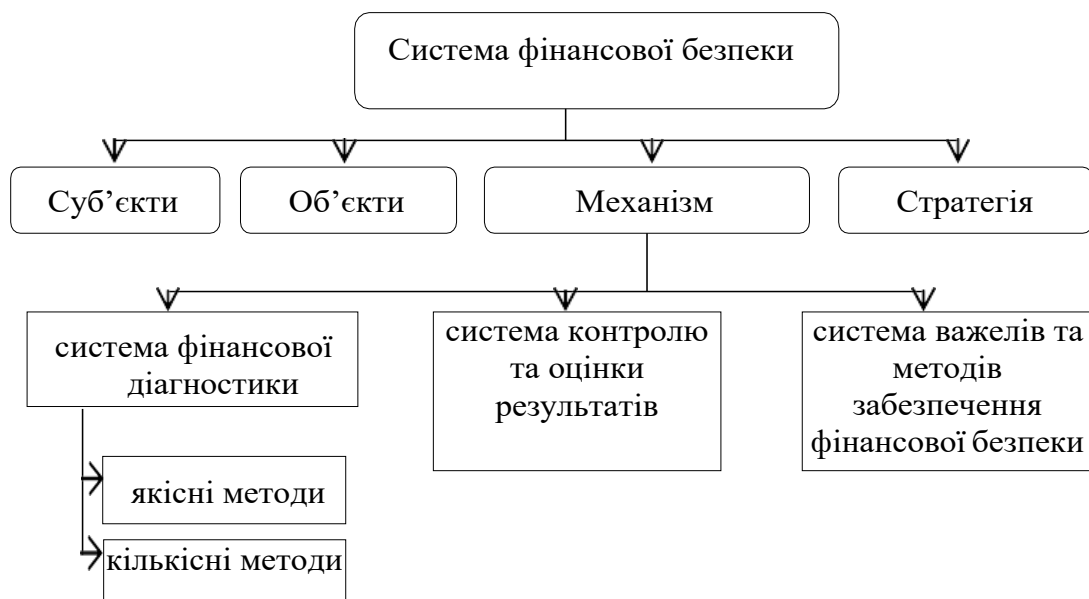 Система фінансової безпеки
Суб’єкти
Об’єкти
Механізм
Стратегія
система фінансової
діагностики
система контролю
та оцінки
результатів
система важелів та
методів
забезпечення
фінансової безпеки
якісні методи
кількісні методи